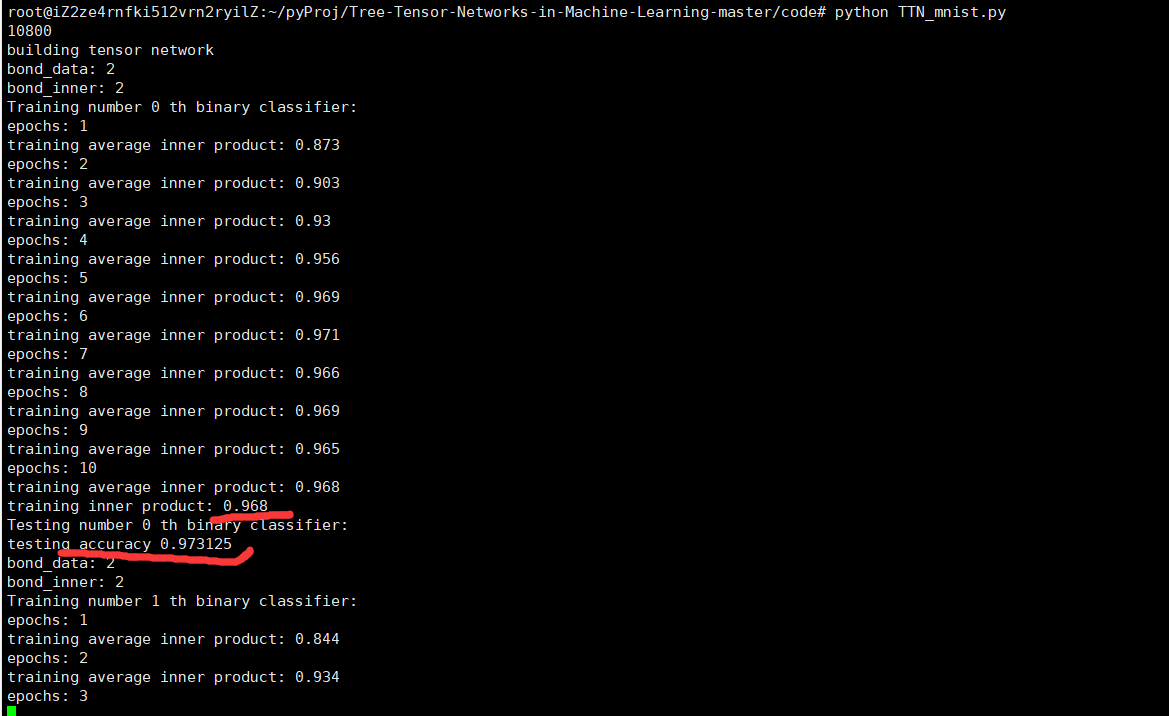 root@iZ2ze4rnfki512vrn2ryilZ:~/pyProj/Tree-Tensor-Networks-in-Machine-Learning-master/code# python TTN_mnist.py
10800
building tensor network
bond_data: 2
bond_inner: 2
Training number 0 th binary classifier:
epochs: 1
training average inner product: 0.873
epochs: 2
training average inner product: 0.903
epochs: 3
training average inner product: 0.93
epochs: 4
training average inner product: 0.956
epochs: 5
training average inner product: 0.969
epochs: 6
training average inner product: 0.971
epochs: 7
training average inner product: 0.966
epochs: 8
training average inner product: 0.969
epochs: 9
training average inner product: 0.965
epochs: 10
training average inner product: 0.968
training inner product: 0.968
Testing number 0 th binary classifier:
testing accuracy 0.973125
bond_data: 2
bond_inner: 2
Training number 1 th binary classifier:
epochs: 1
training average inner product: 0.844
epochs: 2
training average inner product: 0.934
epochs: 3